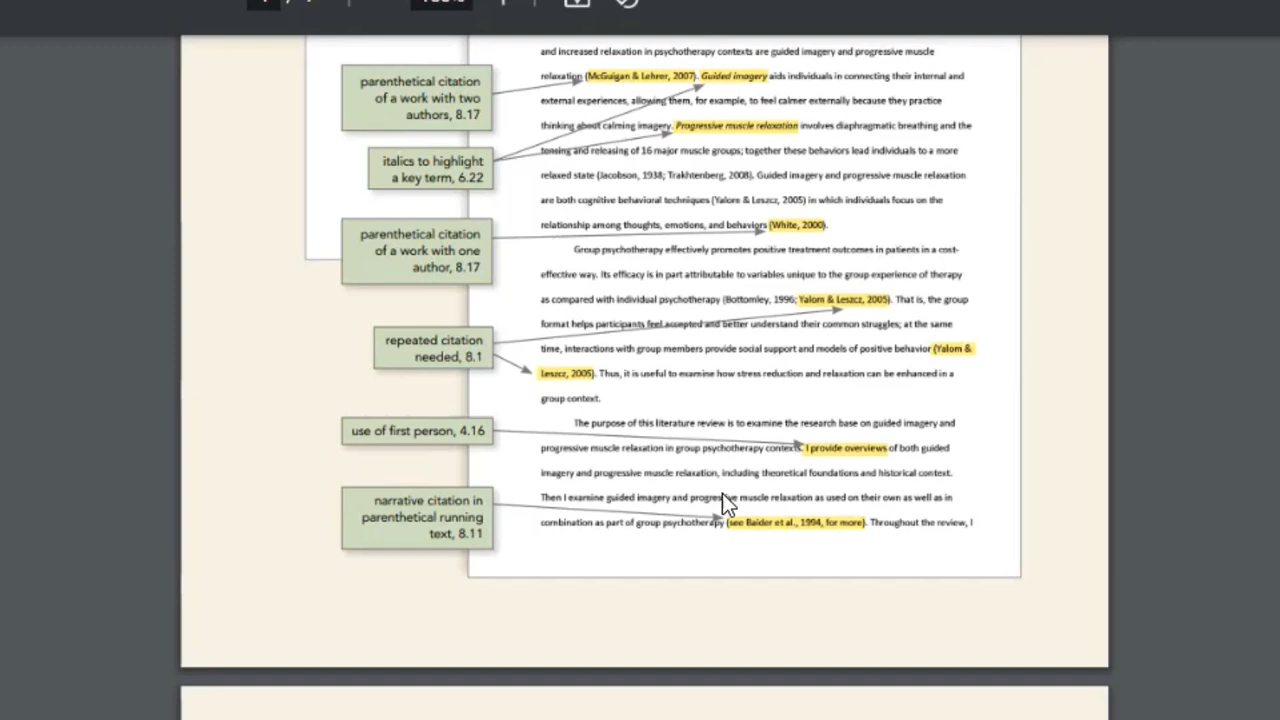 parenthetical citation
of a work with two
authors, 8.17
italics to highlight
a key term, 6.22
parenthetical citation
of a work with one
author, 8.17
repeated citation
needed, 8.1
use of first person, 4.16
narrative citation in
parenthetical running
text, 8.11
and increased relaxation in psychotherapy contexts are guided imagery and progressive muscle
relaxation (McGuigan & Lehrer, 2007). Guided imagery aids individuals in connecting their internal and
external experiences, allowing them, for example, to feel calmer externally because they practice
thinking about calming imagery. Progressive muscle relaxation involves diaphragmatic breathing and the
tensing and releasing of 16 major muscle groups; together these behaviors lead individuals to a more
relaxed state (Jacobson, 1938; Trakhtenberg, 2008). Guided imagery and progressive muscle relaxation
are both cognitive behavioral techniques (Yalom & Leszcz, 2005) in which individuals focus on the
relationship among thoughts, emotions, and behaviors (White, 2000).
Group psychotherapy effectively promotes positive treatment outcomes in patients in a cost-
effective way. Its efficacy is in part attributable to variables unique to the group experience of therapy
as compared with individual psychotherapy (Bottomley, 1996; Yalom & Leszcz, 2005). That is, the group
format helps participants feel accepted and better understand their common struggles; at the same
time, interactions with group members provide social support and models of positive behavior (Yalom &
Leszcz, 2005). Thus, it is useful to examine how stress reduction and relaxation can be enhanced in a
group context.
The purpose of this literature review is to examine the research base on guided imagery and
progressive muscle relaxation in group psychotherapy contexts. I provide overviews of both guided
imagery and progressive muscle relaxation, including theoretical foundations and historical context.
Then I examine guided imagery and progressive muscle relaxation as used on their own as well as in
combination as part of group psychotherapy (see Baider et al., 1994, for more). Throughout the review, I